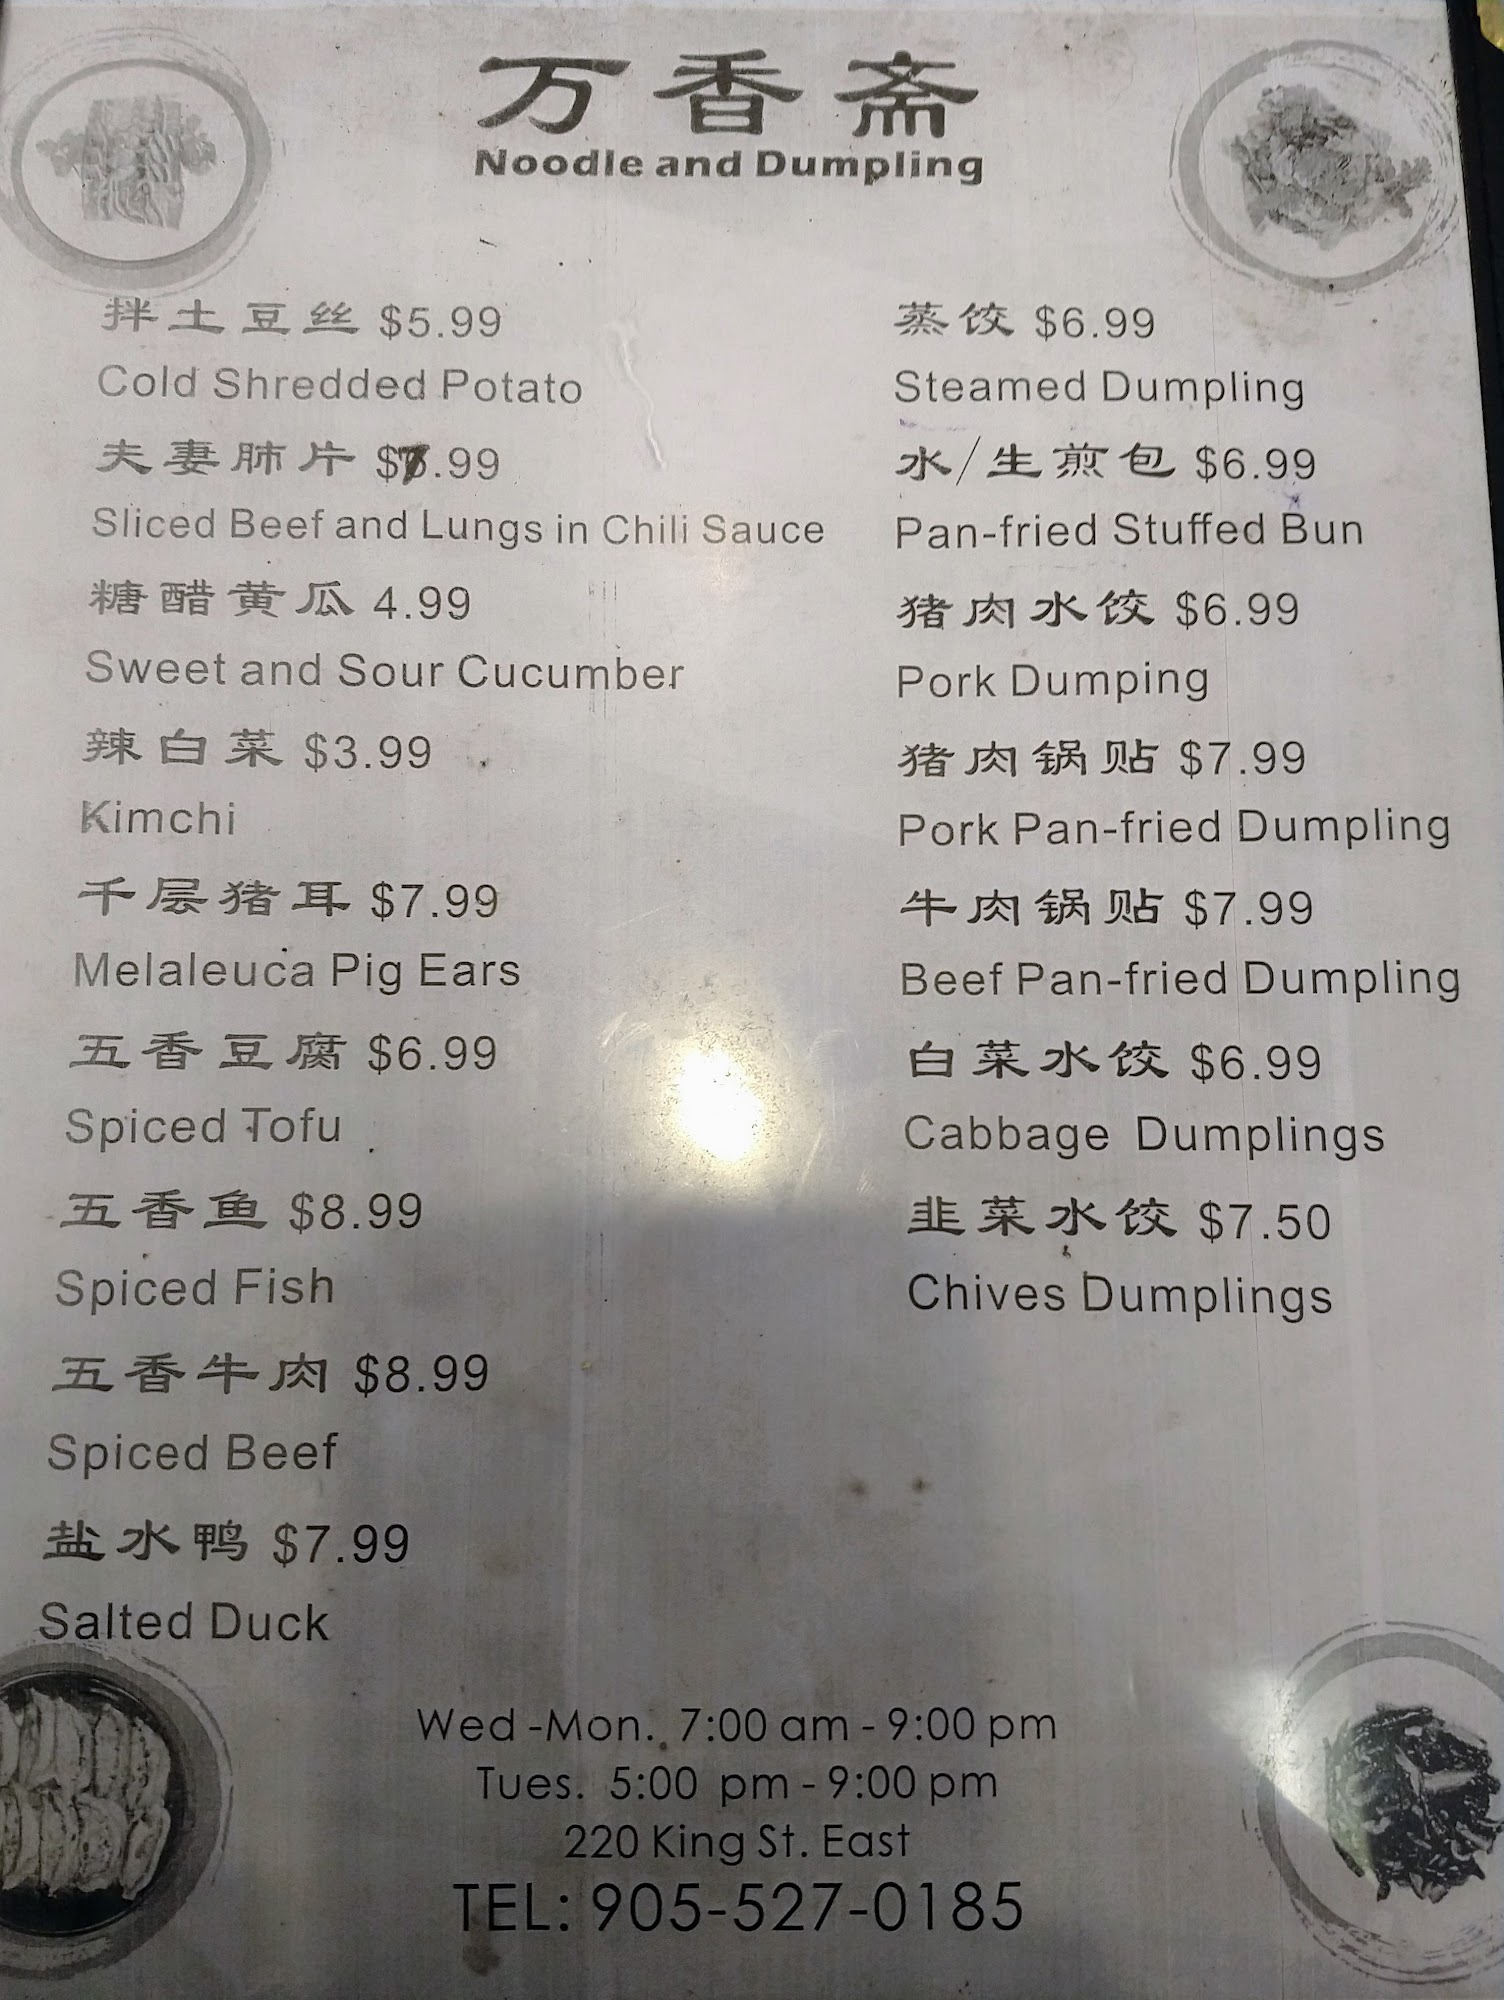 万香斋
Noodle and Dumpling
拌土豆丝 $5.99
Cold Shredded Potato
夫妻肺片 $7.99
Sliced Beef and Lungs in Chili Sauce
糖醋黄瓜 4.99
Sweet and Sour Cucumber
辣白菜 $3.99
Kimchi
千层猪耳 $7.99
Melaleuca Pig Ears
五香豆腐 $6.99
Spiced Tofu
五香鱼 $8.99
Spiced Fish
五香牛肉 $8.99
Spiced Beef
盐水鸭 $7.99
Salted Duck
蒸饺 $6.99
Steamed Dumpling
水/生煎包 $6.99
Pan-fried Stuffed Bun
猪肉水饺 $6.99
Pork Dumping
猪肉锅贴 $7.99
Pork Pan-fried Dumpling
牛肉锅贴 $7.99
Beef Pan-fried Dumpling
白菜水饺 $6.99
Cabbage Dumplings
韭菜水饺 $7.50
Chives Dumplings
Wed -Mon. 7:00 am - 9:00 pm
Tues. 5:00 pm - 9:00 pm
220 King St. East
TEL: 905-527-0185